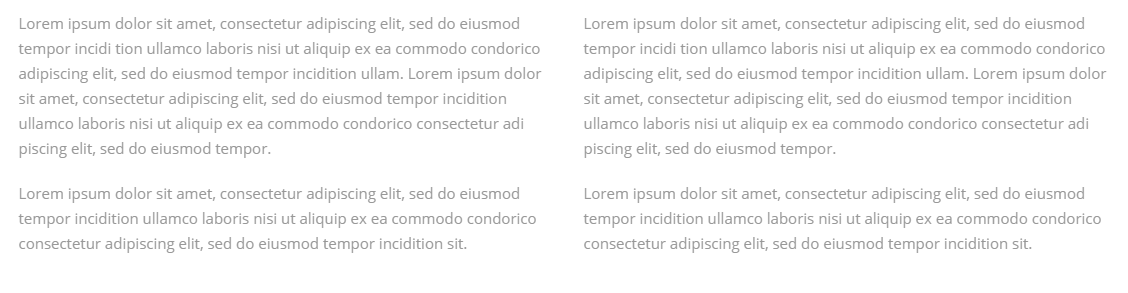 Lorem ipsum dolor sit amet, consectetur adipiscing elit, sed do eiusmod
tempor incidi tion ullamco laboris nisi ut aliquip ex ea commodo condorico
adipiscing elit, sed do eiusmod tempor incidition ullam. Lorem ipsum dolor
sit amet, consectetur adipiscing elit, sed do eiusmod tempor incidition
ullamco laboris nisi ut aliquip ex ea commodo condorico consectetur adi
piscing elit, sed do eiusmod tempor.
Lorem ipsum dolor sit amet, consectetur adipiscing elit, sed do eiusmod
tempor incidition ullamco laboris nisi ut aliquip ex ea commodo condorico
consectetur adipiscing elit, sed do eiusmod tempor incidition sit.
Lorem ipsum dolor sit amet, consectetur adipiscing elit, sed do eiusmod
tempor incidi tion ullamco laboris nisi ut aliquip ex ea commodo condorico
adipiscing elit, sed do eiusmod tempor incidition ullam. Lorem ipsum dolor
sit amet, consectetur adipiscing elit, sed do eiusmod tempor incidition
ullamco laboris nisi ut aliquip ex ea commodo condorico consectetur adi
piscing elit, sed do eiusmod tempor.
Lorem ipsum dolor sit amet, consectetur adipiscing elit, sed do eiusmod
tempor incidition ullamco laboris nisi ut aliquip ex ea commodo condorico
consectetur adipiscing elit, sed do eiusmod tempor incidition sit.